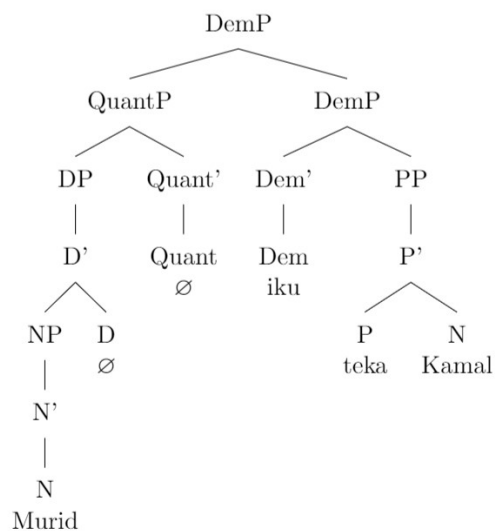 DemP
QuantP DemP
DP Quant’ Dem’ PP
D’ Quant Dem P’
∅ iku
NP D P N
∅ teka Kamal
N’
N
Murid